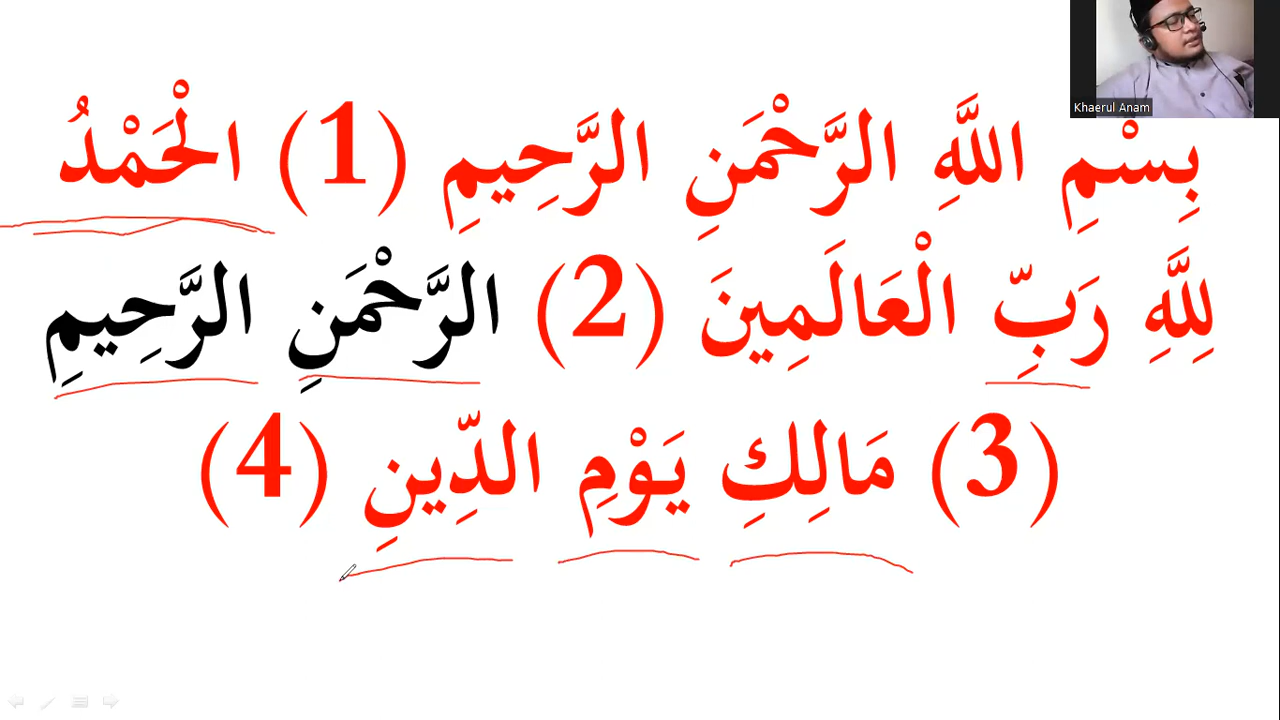 Khaerul Anam
بِسْمِ اللَّهِ الرَّحْمَنِ الرَّحِيمِ (1) الْحَمْدُ
لِلَّهِ رَبِّ الْعَالَمِينَ (2) الرَّحْمَنِ الرَّحِيمِ
(3) مَالِكِ يَوْمِ الدِّينِ (4)